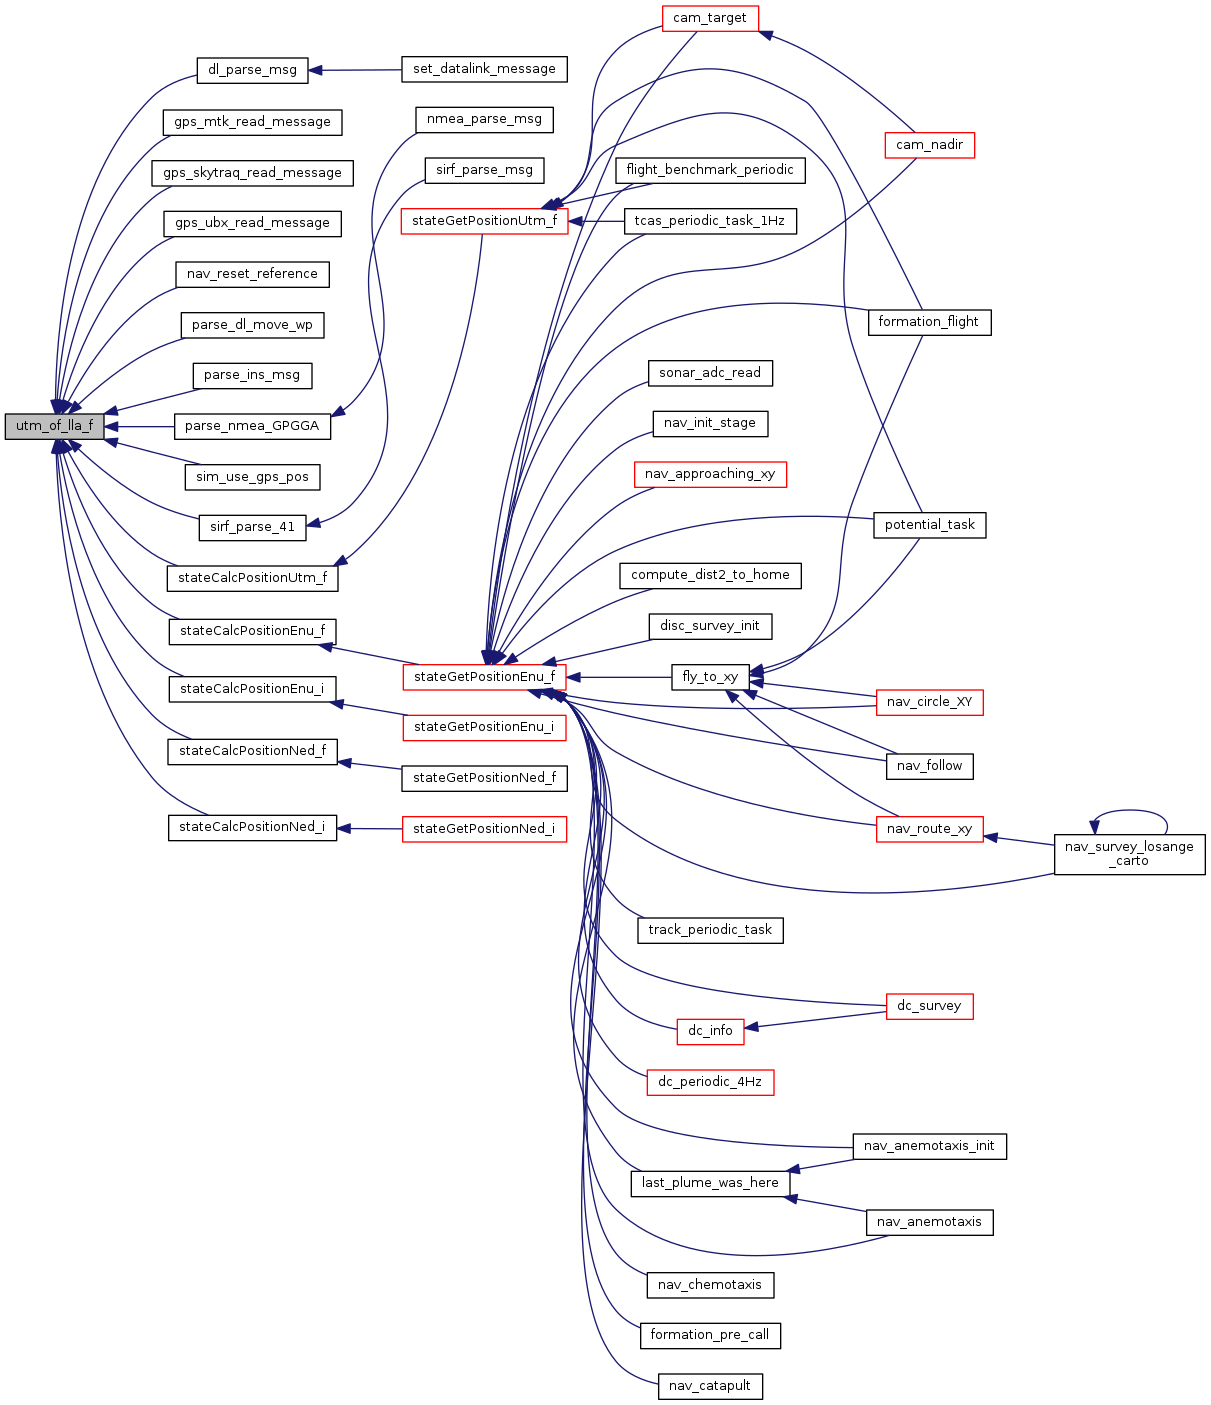 cam_target
dl_parse_msg
set_datalink_message
nmea_parse_msg
gps_mtk_read_message
cam_nadir
sirf_parse_msg
flight_benchmark_periodic
gps_skytraq_read_message
stateGetPositionUtm_f
tcas_periodic_task_1Hz
gps_ubx_read_message
nav_reset_reference
formation_flight
parse_dl_move_wp
sonar_adc_read
parse_ins_msg
nav_init_stage
utm_of_lla_f
parse_nmea_GPGGA
nav_approaching_xy
sim_use_gps_pos
potential_task
sirf_parse_41
compute_dist2_to_home
stateCalcPositionUtm_f
disc_survey_init
stateCalcPositionEnu_f
stateGetPositionEnu_f
fly_to_xy
stateCalcPositionEnu_i
nav_circle_XY
stateGetPositionEnu_i
stateCalcPositionNed_f
nav_follow
stateGetPositionNed_f
stateCalcPositionNed_i
stateGetPositionNed_i
nav_route_xy
nav_survey_losange
_carto
track_periodic_task
dc_survey
dc_info
dc_periodic_4Hz
nav_anemotaxis_init
last_plume_was_here
nav_anemotaxis
nav_chemotaxis
formation_pre_call
nav_catapult